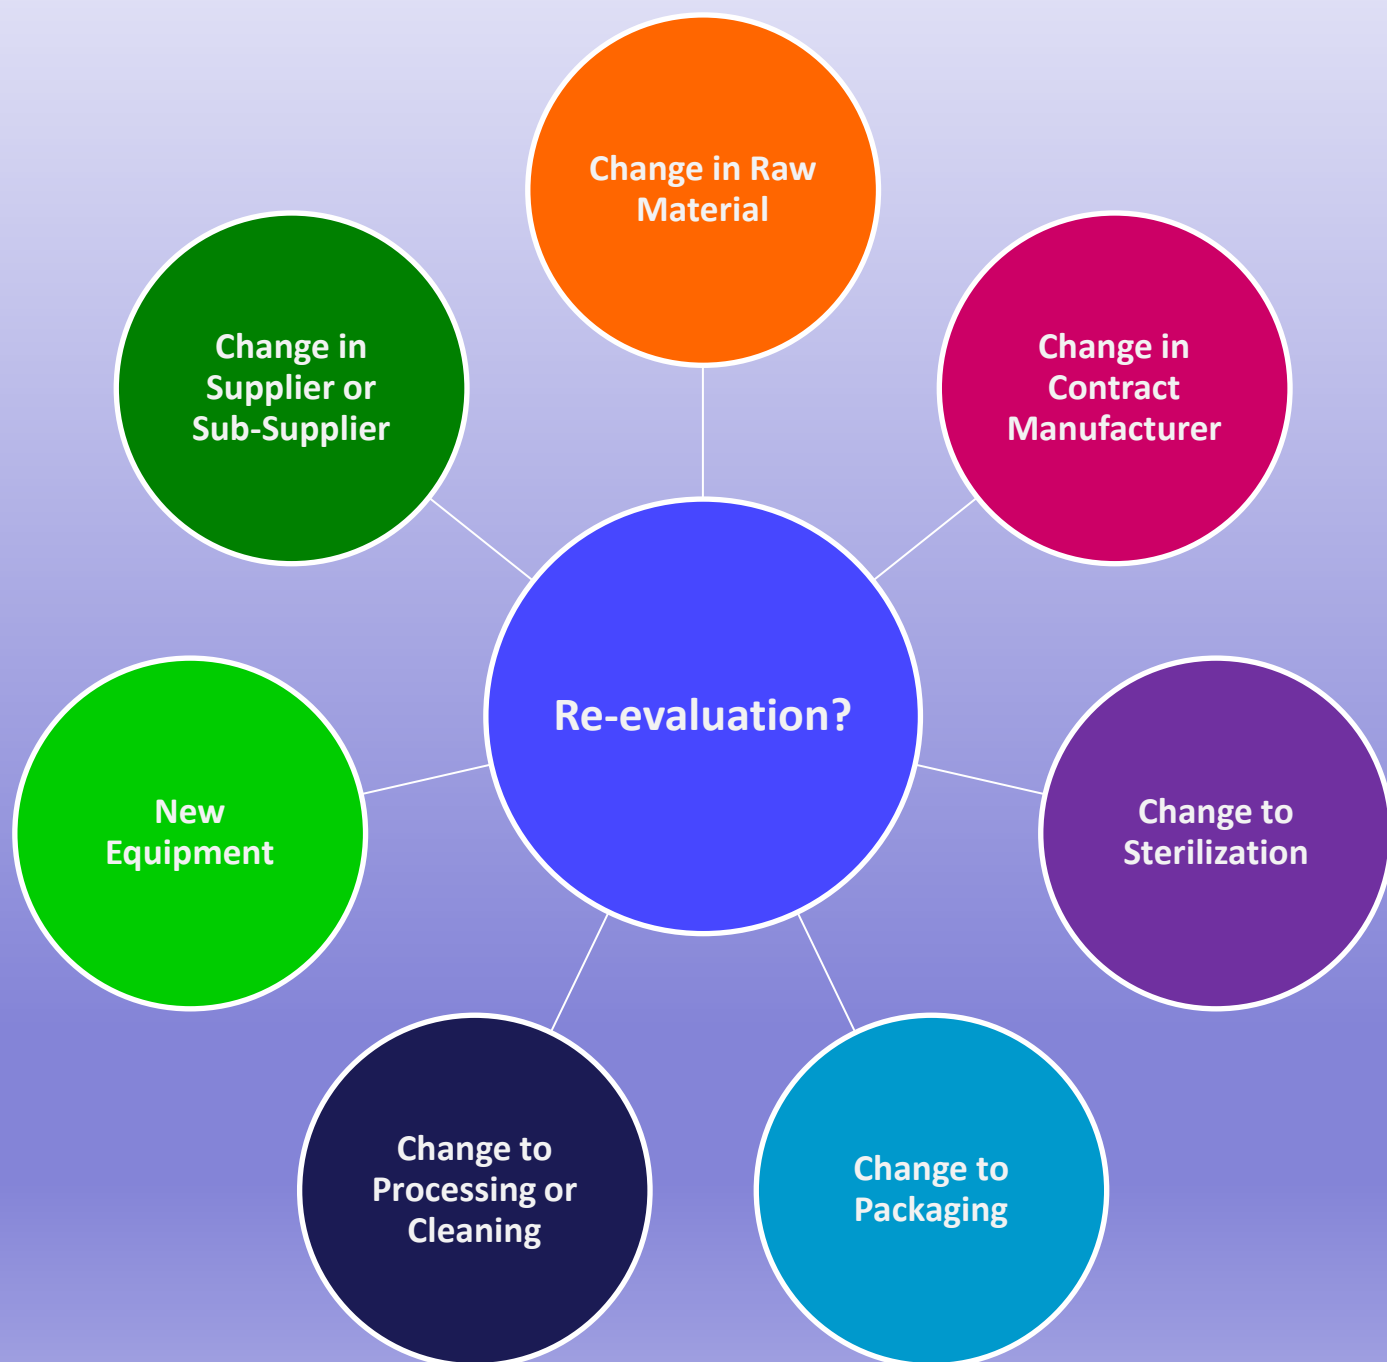 Change in Raw
Material
Change in
Contract
Manufacturer
Change to
Sterilization
Change to
Packaging
Change to
Processing or
Cleaning
New
Equipment
Change in
Supplier or
Sub-Supplier
Re-evaluation?